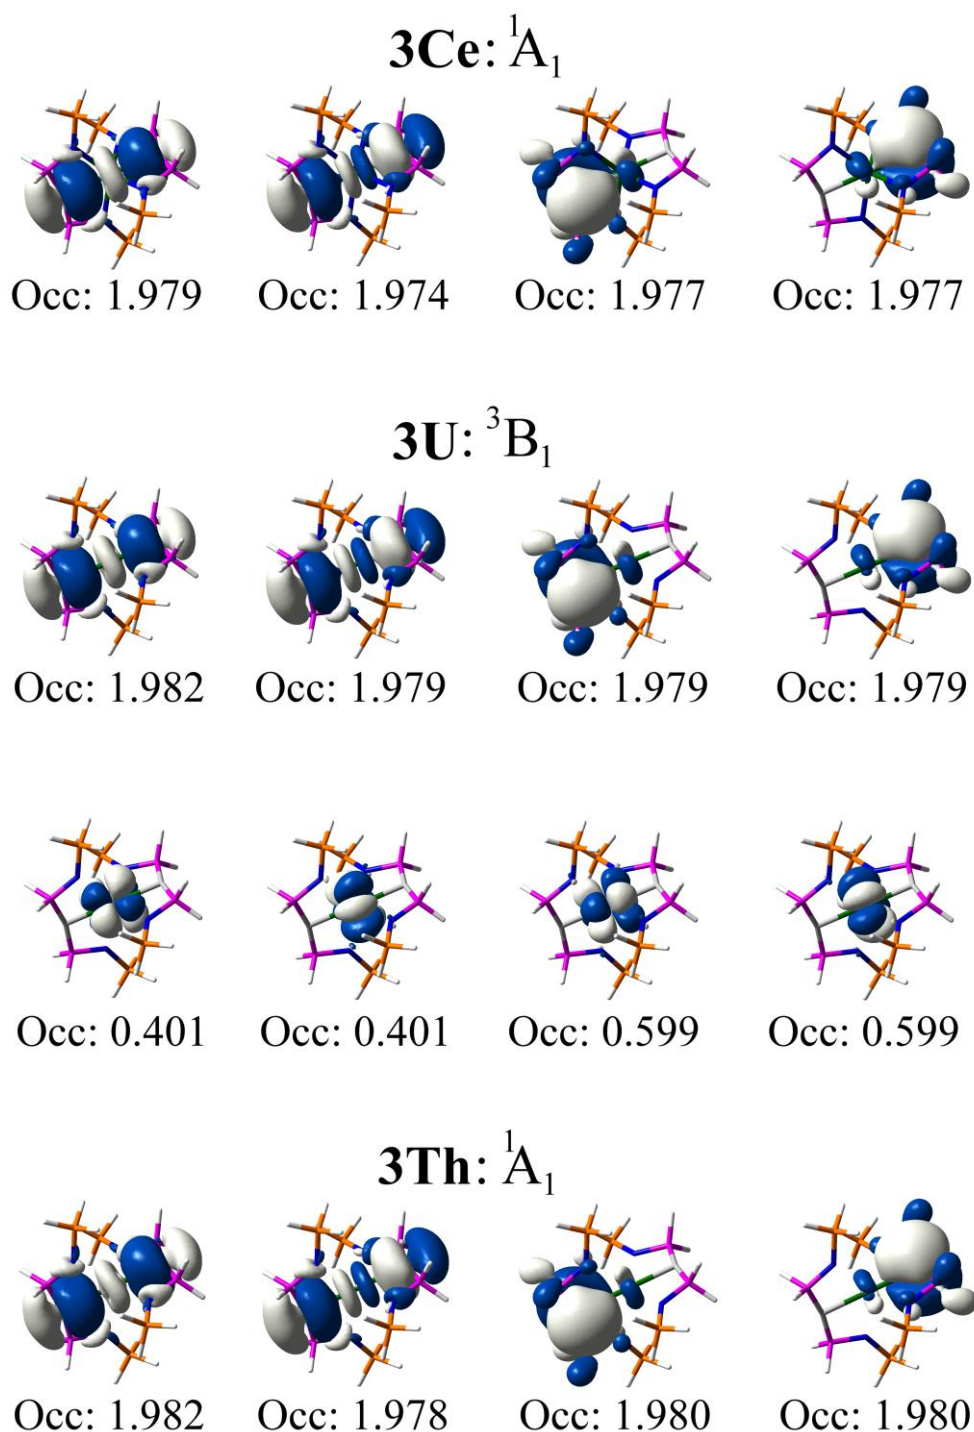 3Ce: ¹A₁
Occ: 1.979 Occ: 1.974 Occ: 1.977 Occ: 1.977
3U: ³B₁
Occ: 1.982 Occ: 1.979 Occ: 1.979 Occ: 1.979
Occ: 0.401 Occ: 0.401 Occ: 0.599 Occ: 0.599
3Th: ¹A₁
Occ: 1.982 Occ: 1.978 Occ: 1.980 Occ: 1.980